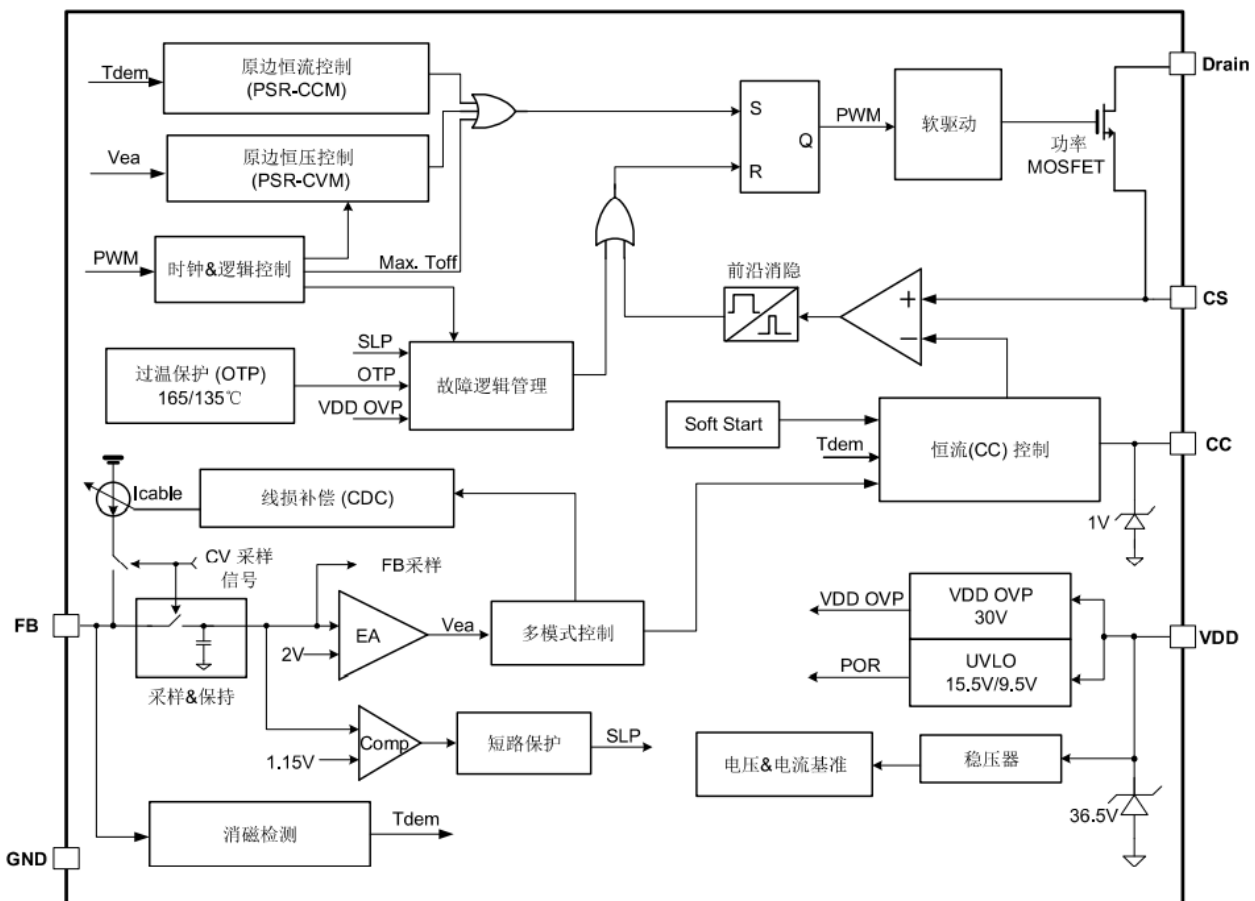 Tdem
原边恒流控制
(PSR-CCM)
Vea
原边恒压控制
(PSR-CVM)
PWM
时钟&逻辑控制
Max. Toff
S
R
Q
PWM
软驱动
功率
MOSFET
Drain
前沿消隐
+
−
CS
过温保护 (OTP)
165/135℃
SLP
OTP
VDD OVP
故障逻辑管理
Soft Start
Tdem
恒流(CC) 控制
CC
1V
Icable
线损补偿 (CDC)
CV 采样
信号
FB采样
FB
采样&保持
2V
EA
Vea
多模式控制
VDD OVP
VDD OVP
30V
POR
UVLO
15.5V/9.5V
VDD
1.15V
Comp
短路保护
SLP
电压&电流基准
稳压器
36.5V
消磁检测
Tdem
GND